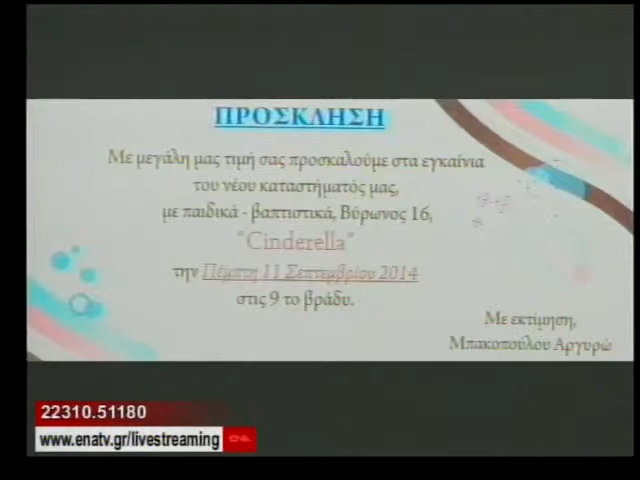 ΠΡΟΣΚΛΗΣΗ
Με μεγάλη μας τιμή σας προσκαλούμε στα εγκαίνια
του νέου καταστήματός μας,
με παιδικά - βαπτιστικά, Βύρωνος 16,
"Cinderella"
την Πέμπτη 11 Σεπτεμβρίου 2014
στις 9 το βράδυ.
Με εκτίμηση,
Μπακοπούλου Αργυρώ
22310.51180
www.enatv.gr/livestreaming